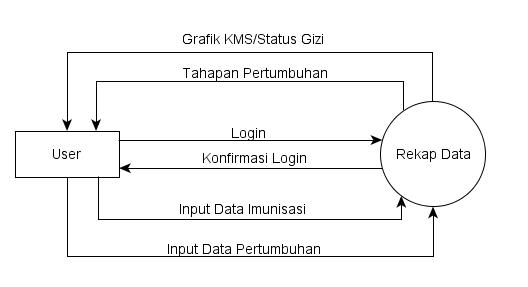 Grafik KMS/Status Gizi
Tahapan Pertumbuhan
Login
User
Konfirmasi Login
Rekap Data
Input Data Imunisasi
Input Data Pertumbuhan